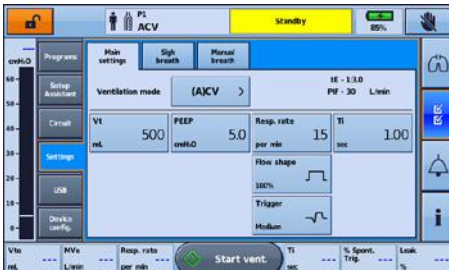 P1
ACV
Standby
85%
cmH2O
Programs
Main settings
Sigh breath
Manual breath
Setup Assistant
Ventilation mode
(A)CV >
IE - 1:3.0
PIF - 30 L/min
Circuit
Vt
500
mL
PEEP
5.0
cmH2O
Resp. rate
15
per min
Ti
1.00
sec
Settings
Flow shape
100%
USB
Trigger
Medium
Device config.
60-
50-
40-
30-
20-
10-
0-
Vte
---
mL
MVe
---
L/min
Resp. rate
---
per min
Start vent.
Ti
---
sec
% Spont. Trig.
---
Leak
---
%